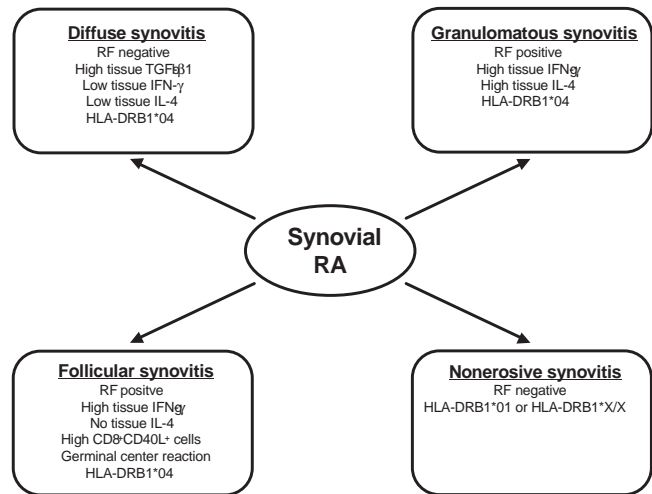 Diffuse synovitis
RF negative
High tissue TGFβ1
Low tissue IFN-γ
Low tissue IL-4
HLA-DRB1*04
Granulomatous synovitis
RF positive
High tissue IFNγ
High tissue IL-4
HLA-DRB1*04
Synovial
RA
Follicular synovitis
RF positve
High tissue IFNγ
No tissue IL-4
High CD8+CD40L+ cells
Germinal center reaction
HLA-DRB1*04
Nonerosive synovitis
RF negative
HLA-DRB1*01 or HLA-DRB1*X/X